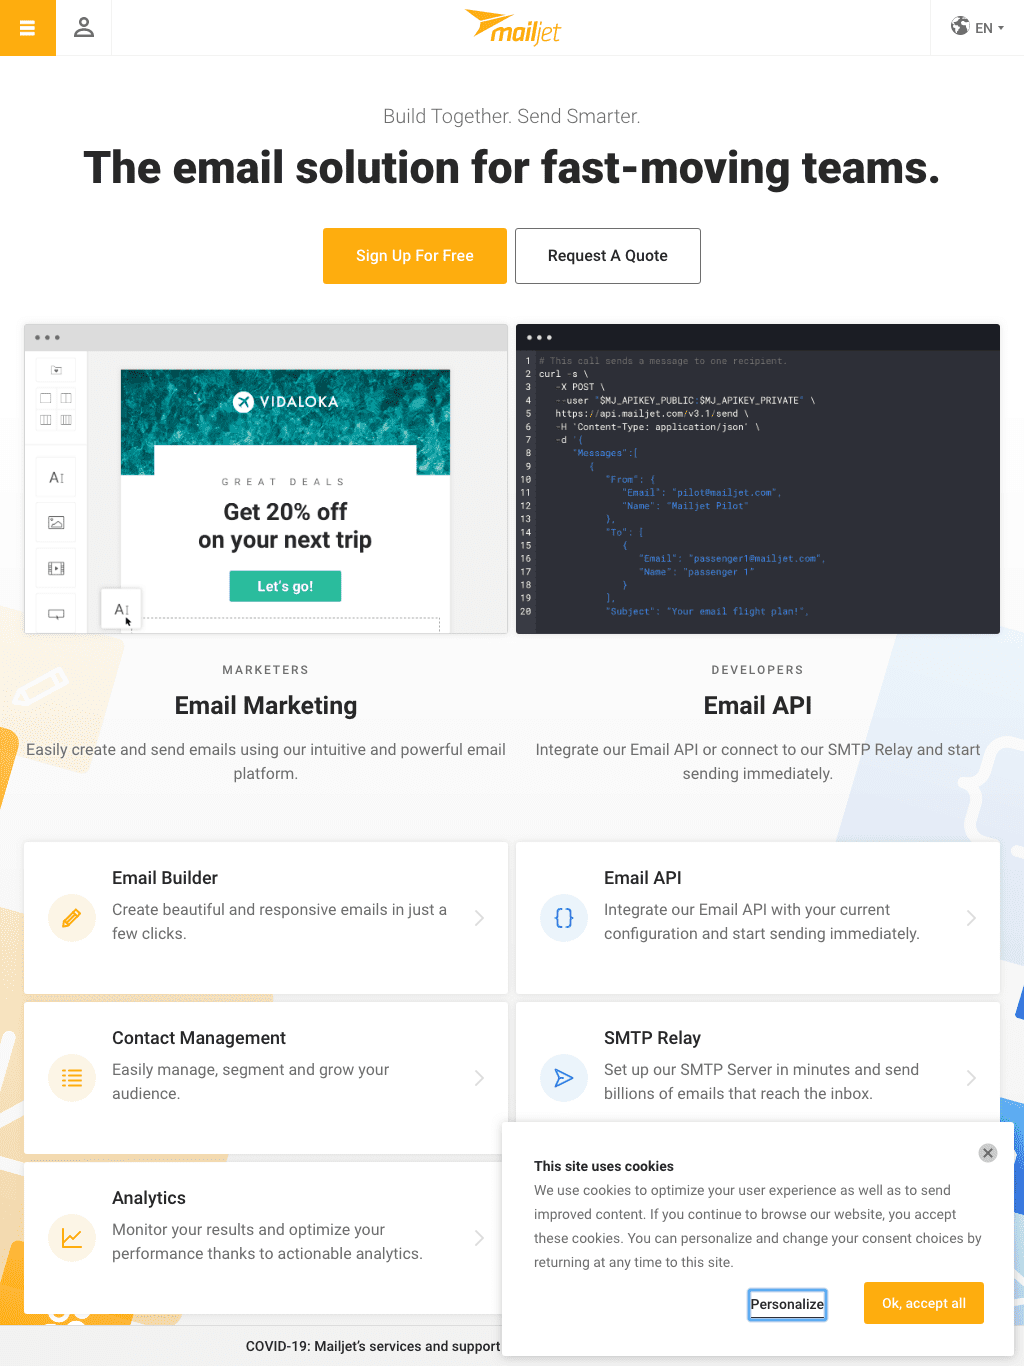 mailjet
EN
Build Together. Send Smarter.
The email solution for fast-moving teams.
Sign Up For Free
Request A Quote
VIDALOKA
GREAT DEALS
Get 20% off
on your next trip
Let's go!
A
A
1 # This call sends a message to one recipient.
2 curl -s \
3 -X POST \
4 --user "$MJ_APIKEY_PUBLIC:$MJ_APIKEY_PRIVATE" \
5 https://api.mailjet.com/v3.1/send \
6 -H 'Content-Type: application/json' \
7 -d '{
8 "Messages":[
9 {
10 "From": {
11 "Email": "pilot@mailjet.com",
12 "Name": "Mailjet Pilot"
13 },
14 "To": [
15 {
16 "Email": "passenger1@mailjet.com",
17 "Name": "passenger 1"
18 }
19 ],
20 "Subject": "Your email flight plan!",
MARKETERS
Email Marketing
Easily create and send emails using our intuitive and powerful email
platform.
DEVELOPERS
Email API
Integrate our Email API or connect to our SMTP Relay and start
sending immediately.
Email Builder
Create beautiful and responsive emails in just a
few clicks.
Email API
Integrate our Email API with your current
configuration and start sending immediately.
Contact Management
Easily manage, segment and grow your
audience.
SMTP Relay
Set up our SMTP Server in minutes and send
billions of emails that reach the inbox.
Analytics
Monitor your results and optimize your
performance thanks to actionable analytics.
This site uses cookies
We use cookies to optimize your user experience as well as to send
improved content. If you continue to browse our website, you accept
these cookies. You can personalize and change your consent choices by
returning at any time to this site.
Personalize
Ok, accept all
COVID-19: Mailjet's services and support